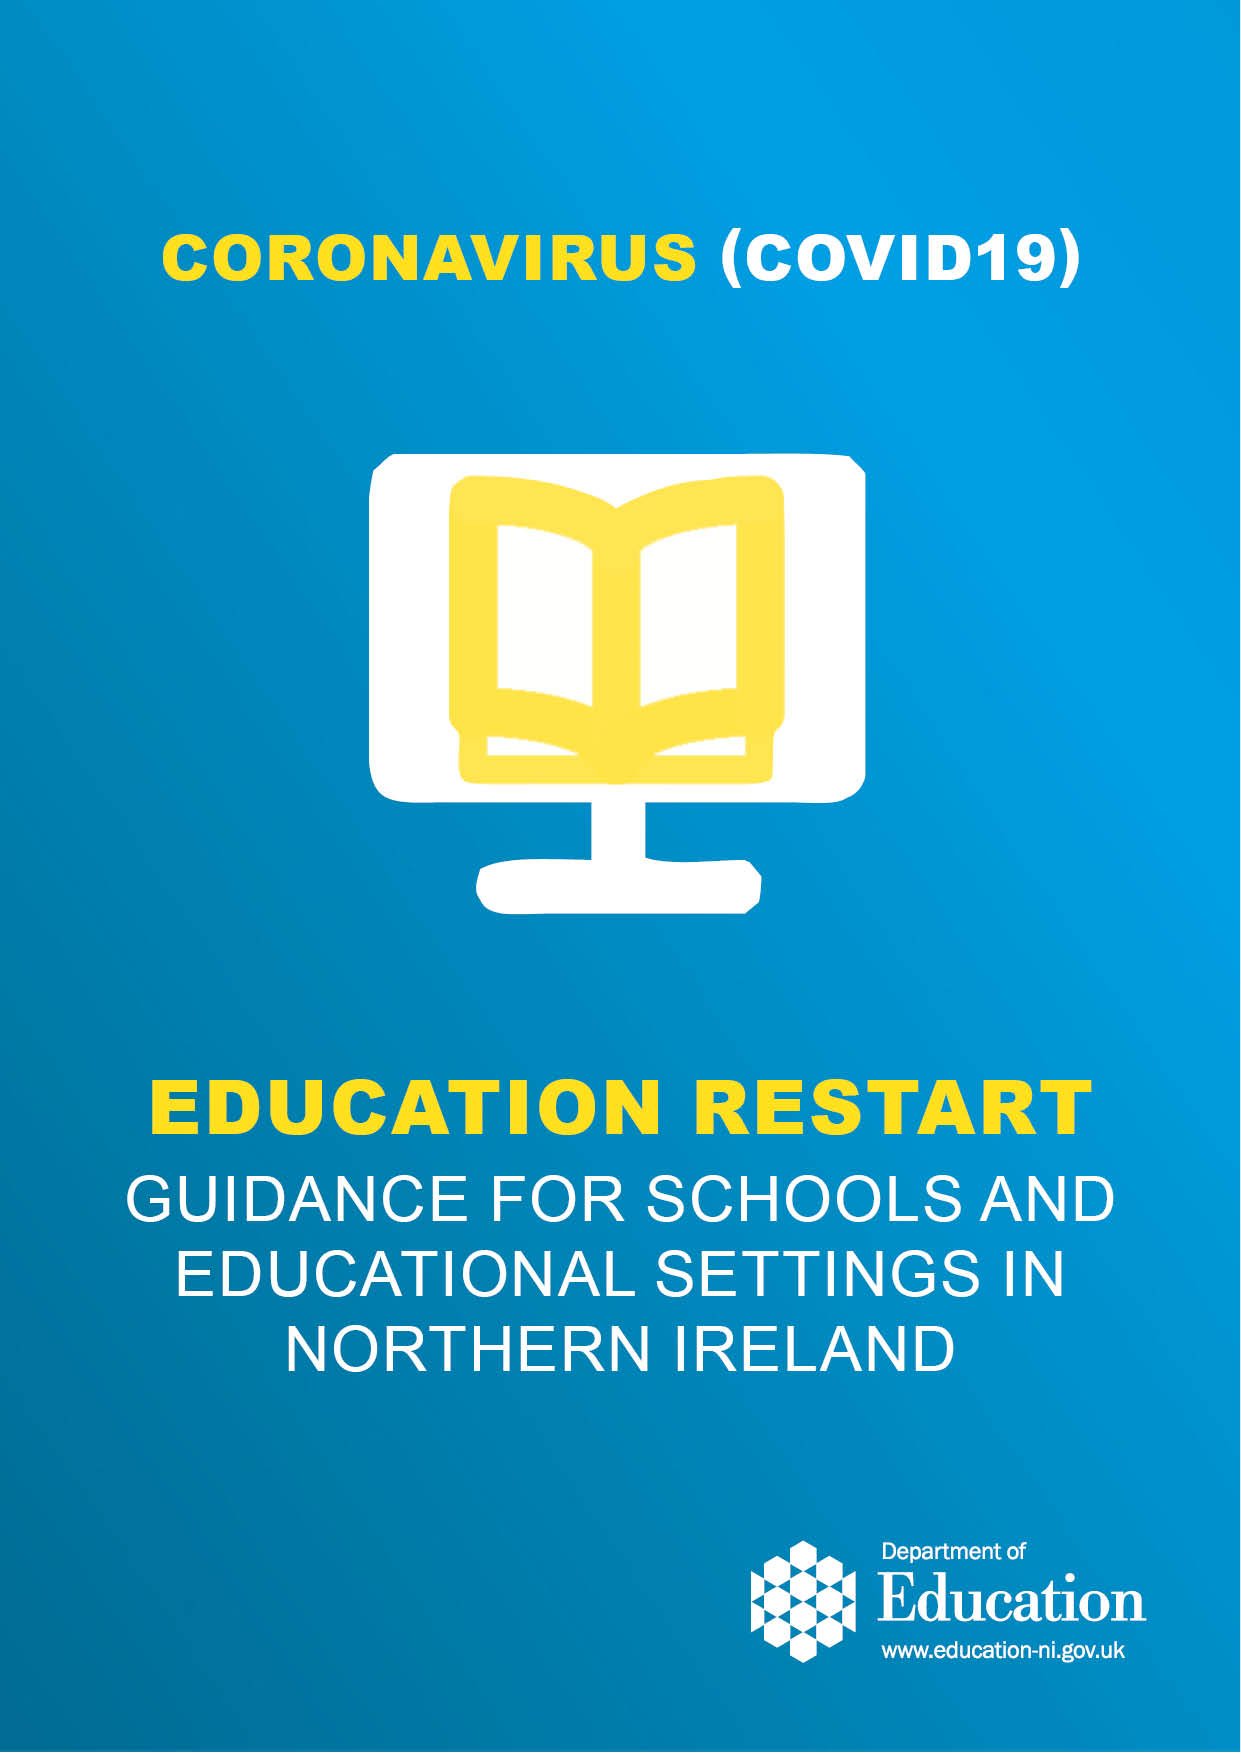 CORONAVIRUS (COVID19)
EDUCATION RESTART
GUIDANCE FOR SCHOOLS AND
EDUCATIONAL SETTINGS IN
NORTHERN IRELAND
Department of
Education
www.education-ni.gov.uk